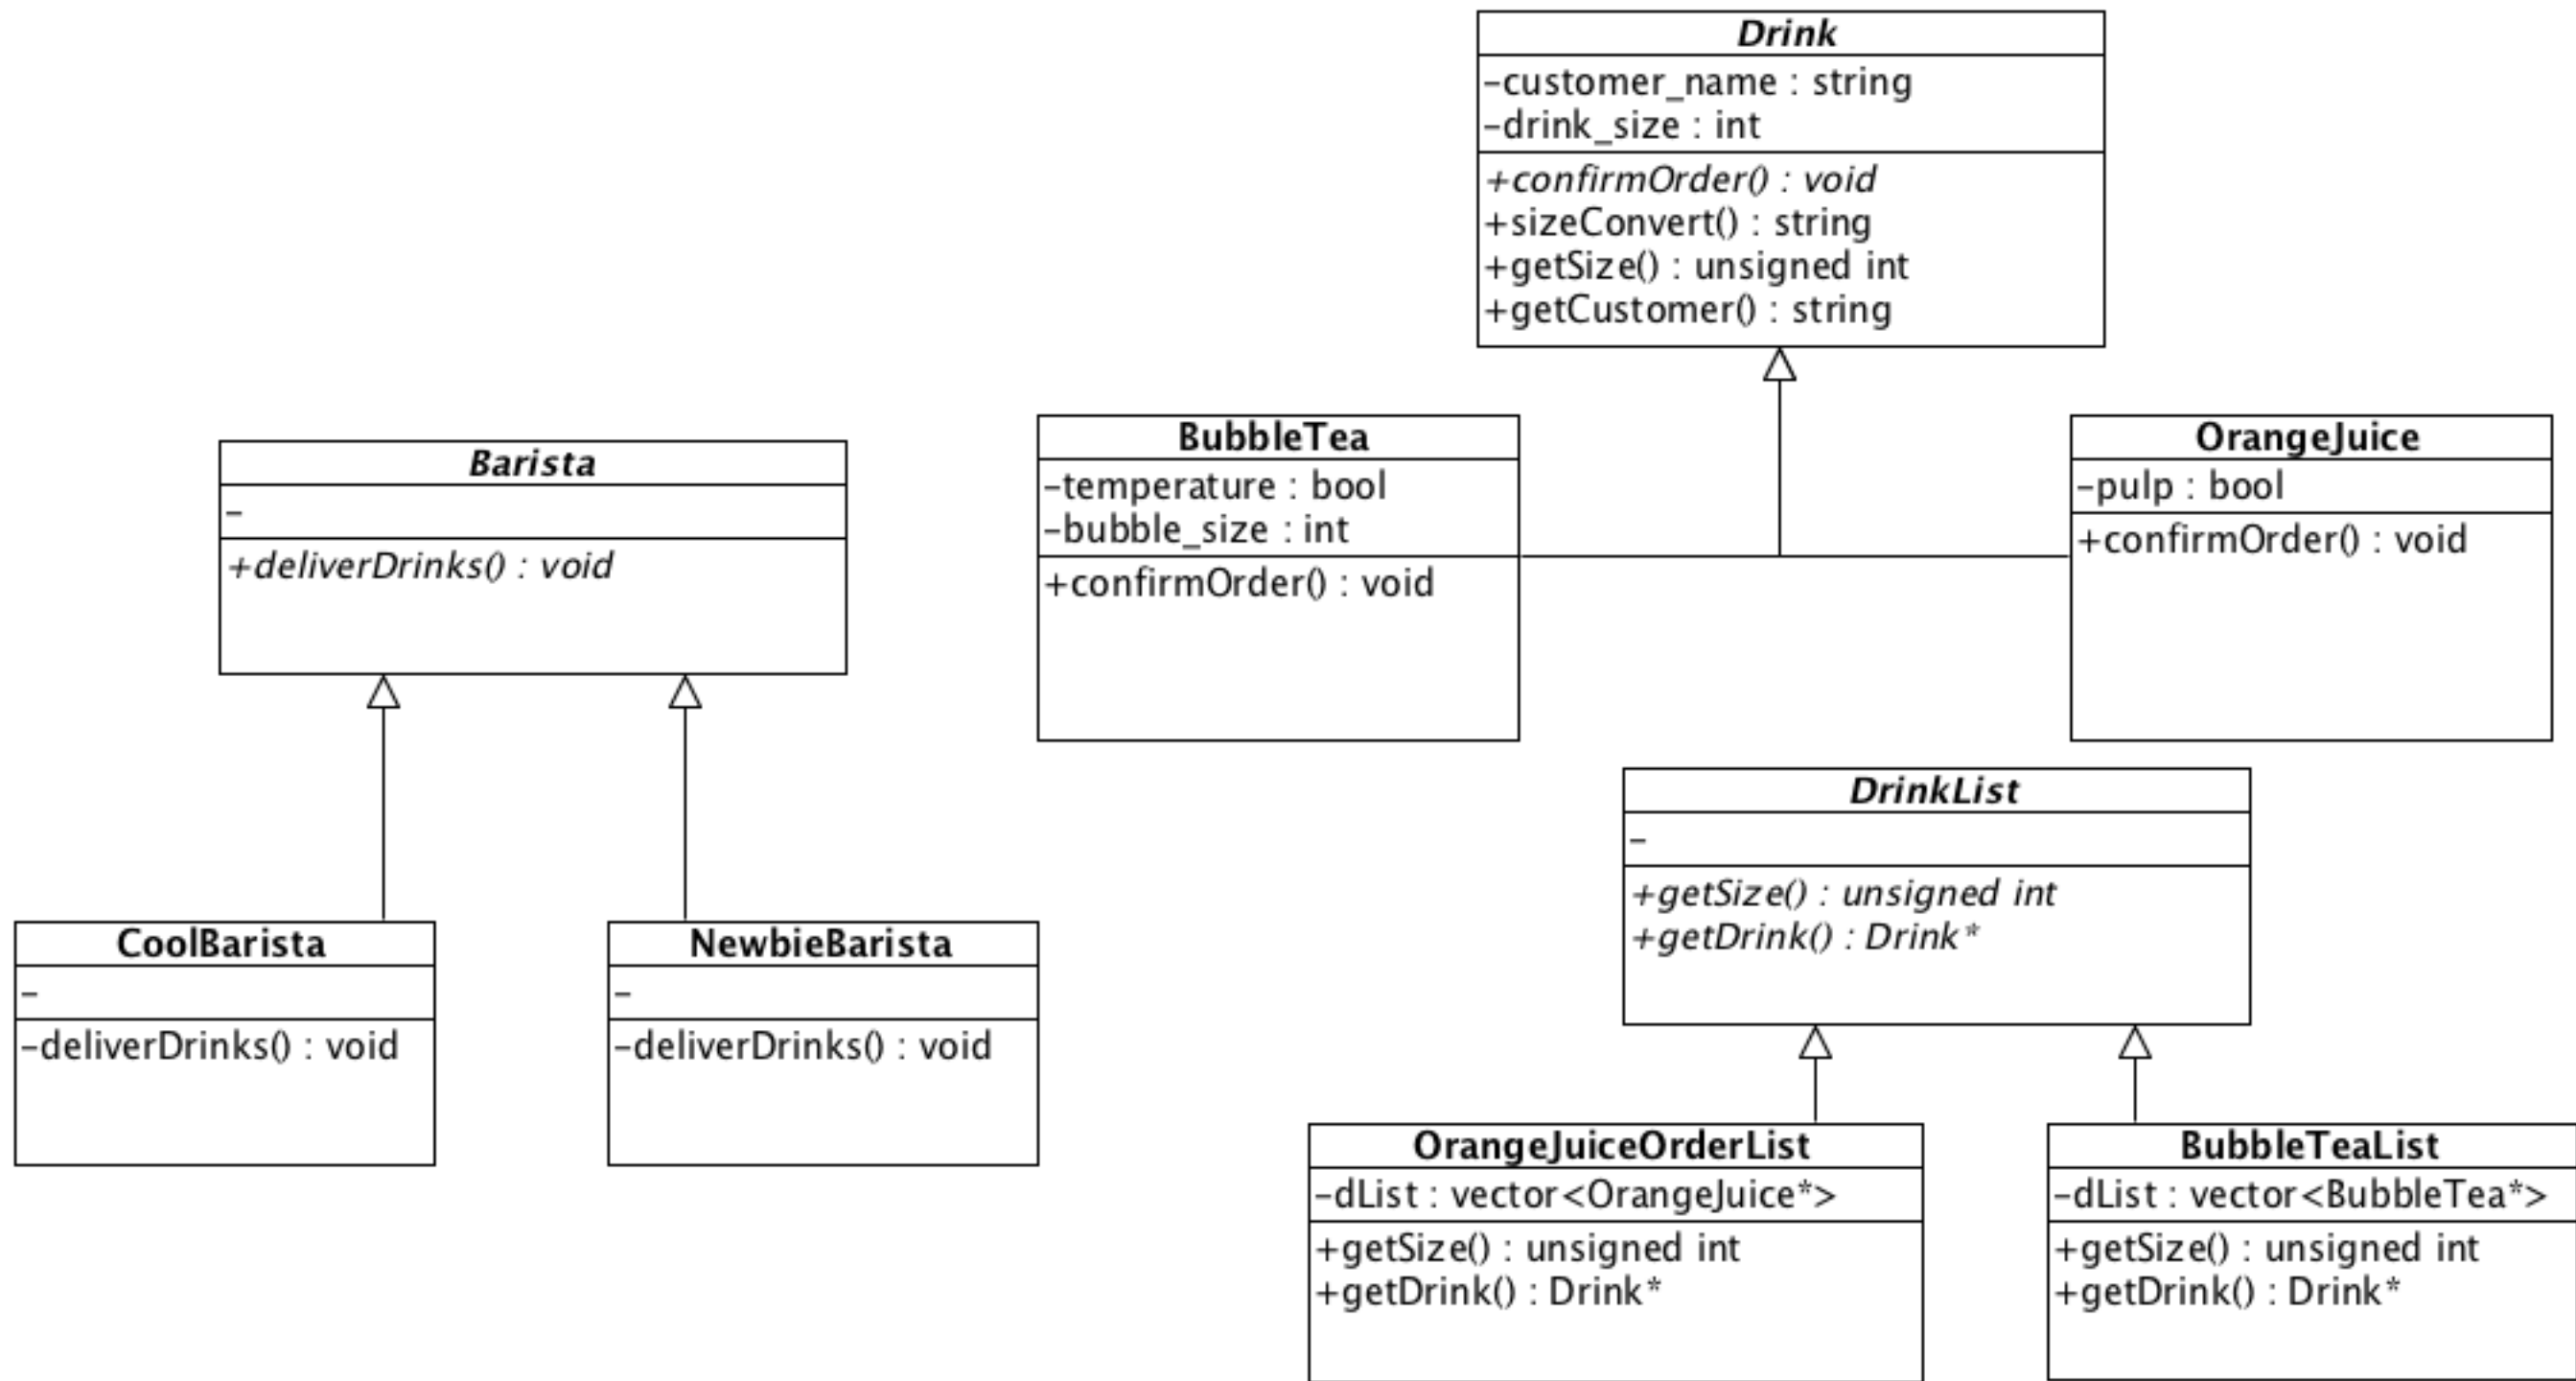 Drink
-customer_name : string
-drink_size : int
+confirmOrder() : void
+sizeConvert() : string
+getSize() : unsigned int
+getCustomer() : string
Barista
-
+deliverDrinks() : void
BubbleTea
-temperature : bool
-bubble_size : int
+confirmOrder() : void
OrangeJuice
-pulp : bool
+confirmOrder() : void
CoolBarista
-
-deliverDrinks() : void
NewbieBarista
-
-deliverDrinks() : void
DrinkList
-
+getSize() : unsigned int
+getDrink() : Drink*
OrangeJuiceOrderList
-dList : vector<OrangeJuice*>
+getSize() : unsigned int
+getDrink() : Drink*
BubbleTeaList
-dList : vector<BubbleTea*>
+getSize() : unsigned int
+getDrink() : Drink*